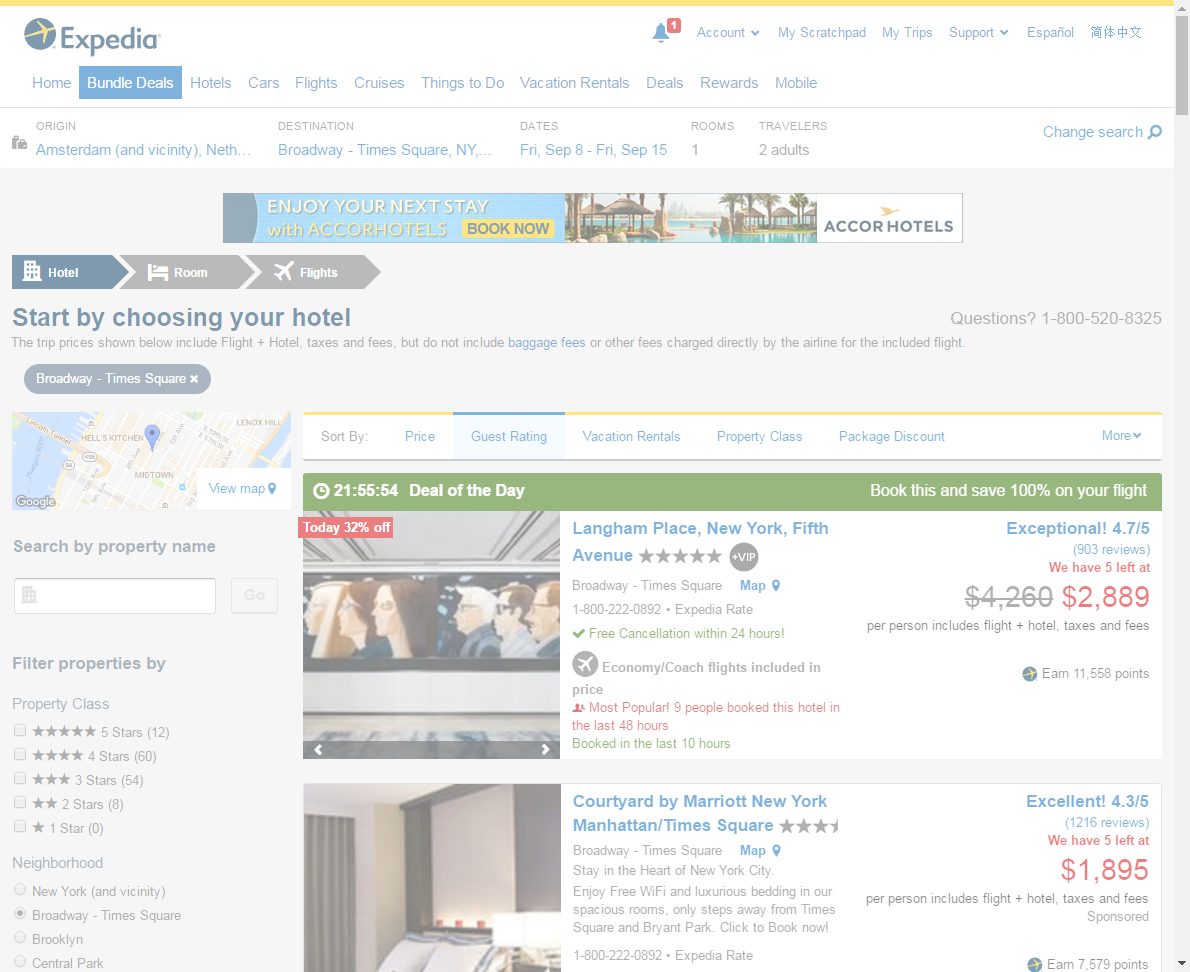 Expedia
1
Account
My Scratchpad
My Trips
Support
Español
简体中文
Home
Bundle Deals
Hotels
Cars
Flights
Cruises
Things to Do
Vacation Rentals
Deals
Rewards
Mobile
ORIGIN
Amsterdam (and vicinity), Neth...
DESTINATION
Broadway - Times Square, NY,...
DATES
Fri, Sep 8 - Fri, Sep 15
ROOMS
1
TRAVELERS
2 adults
Change search
ENJOY YOUR NEXT STAY
with ACCORHOTELS BOOK NOW
ACCORHOTELS
Hotel
Room
Flights
Start by choosing your hotel
Questions? 1-800-520-8325
The trip prices shown below include Flight + Hotel, taxes and fees, but do not include baggage fees or other fees charged directly by the airline for the included flight.
Broadway - Times Square ×
LENOX HILL
Lincoln Tunnel
HELL'S KITCHEN
5th Ave
E 59th St
E 57th St
9A
495
MIDTOWN
Google
View map
Sort By:
Price
Guest Rating
Vacation Rentals
Property Class
Package Discount
More
21:55:54 Deal of the Day
Book this and save 100% on your flight
Today 32% off
Search by property name
Go
Filter properties by
Property Class
5 Stars (12)
4 Stars (60)
3 Stars (54)
2 Stars (8)
1 Star (0)
Neighborhood
New York (and vicinity)
Broadway - Times Square
Brooklyn
Central Park
Langham Place, New York, Fifth
Avenue +VIP
Broadway - Times Square Map
1-800-222-0892 • Expedia Rate
Free Cancellation within 24 hours!
Economy/Coach flights included in
price
Most Popular! 9 people booked this hotel in
the last 48 hours
Booked in the last 10 hours
Exceptional! 4.7/5
(903 reviews)
We have 5 left at
$4,260 $2,889
per person includes flight + hotel, taxes and fees
Earn 11,558 points
Courtyard by Marriott New York
Manhattan/Times Square
Broadway - Times Square Map
Stay in the Heart of New York City.
Enjoy Free WiFi and luxurious bedding in our
spacious rooms, only steps away from Times
Square and Bryant Park. Click to Book now!
1-800-222-0892 • Expedia Rate
Excellent! 4.3/5
(1216 reviews)
We have 5 left at
$1,895
per person includes flight + hotel, taxes and fees
Sponsored
Earn 7,579 points